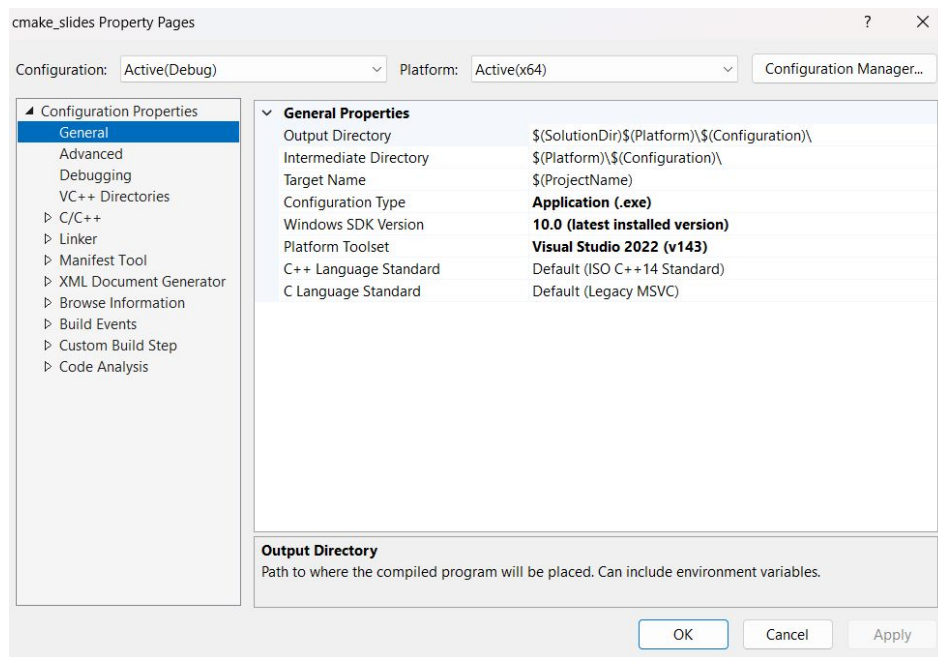 cmake_slides Property Pages ?
Configuration: Active(Debug) Platform: Active(x64) Configuration Manager...
Configuration Properties
General
Advanced
Debugging
VC++ Directories
C/C++
Linker
Manifest Tool
XML Document Generator
Browse Information
Build Events
Custom Build Step
Code Analysis
General Properties
Output Directory $(SolutionDir)$(Platform)\$(Configuration)\
Intermediate Directory $(Platform)\$(Configuration)\
Target Name $(ProjectName)
Configuration Type Application (.exe)
Windows SDK Version 10.0 (latest installed version)
Platform Toolset Visual Studio 2022 (v143)
C++ Language Standard Default (ISO C++14 Standard)
C Language Standard Default (Legacy MSVC)
Output Directory
Path to where the compiled program will be placed. Can include environment variables.
OK Cancel Apply